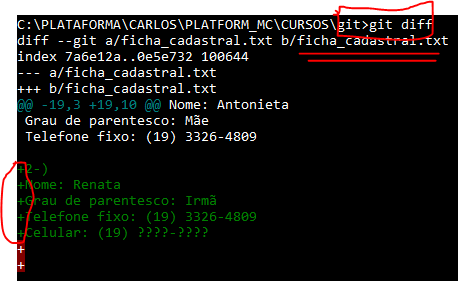 C:\PLATAFORMA\CARLOS\PLATFORM_MC\CURSOS\git>git diff
diff --git a/ficha_cadastral.txt b/ficha_cadastral.txt
index 7a6e12a..0e5e732 100644
--- a/ficha_cadastral.txt
+++ b/ficha_cadastral.txt
@@ -19,3 +19,10 @@ Nome: Antonieta
 Grau de parentesco: Mãe
 Telefone fixo: (19) 3326-4809

+2-)
+Nome: Renata
+Grau de parentesco: Irmã
+Telefone fixo: (19) 3326-4809
+Celular: (19) ????-????
+
+